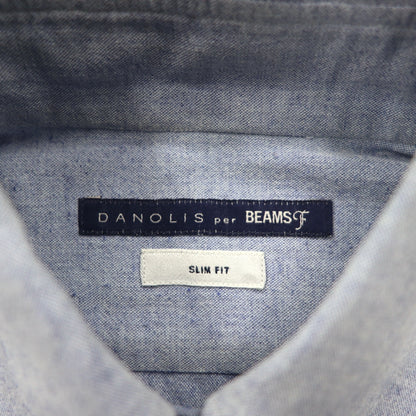 DANOLIS per BEAMS F
SLIM FIT